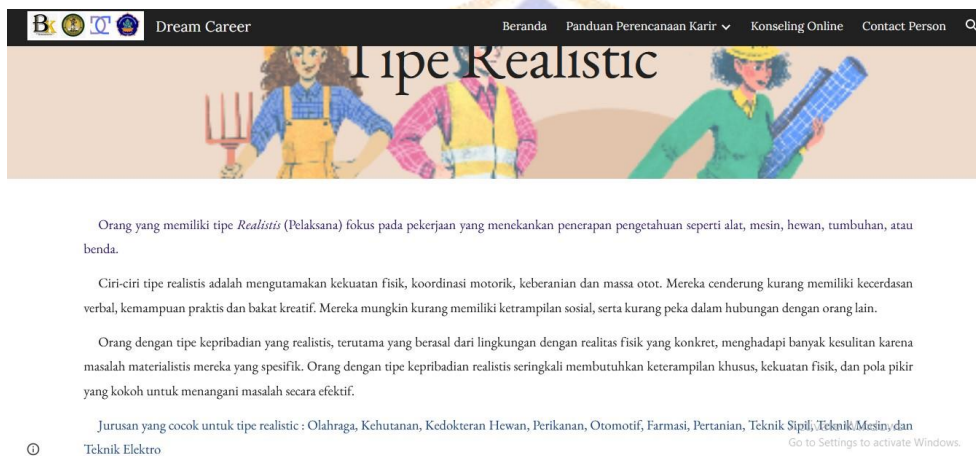 Dream Career
Beranda Panduan Perencanaan Karir Konseling Online Contact Person
Tipe Realistic
Orang yang memiliki tipe Realistis (Pelaksana) fokus pada pekerjaan yang menekankan penerapan pengetahuan seperti alat, mesin, hewan, tumbuhan, atau
benda.
Ciri-ciri tipe realistis adalah mengutamakan kekuatan fisik, koordinasi motorik, keberanian dan massa otot. Mereka cenderung kurang memiliki kecerdasan
verbal, kemampuan praktis dan bakat kreatif. Mereka mungkin kurang memiliki ketrampilan sosial, serta kurang peka dalam hubungan dengan orang lain.
Orang dengan tipe kepribadian yang realistis, terutama yang berasal dari lingkungan dengan realitas fisik yang konkret, menghadapi banyak kesulitan karena
masalah materialistis mereka yang spesifik. Orang dengan tipe kepribadian realistis seringkali membutuhkan keterampilan khusus, kekuatan fisik, dan pola pikir
yang kokoh untuk menangani masalah secara efektif.
Jurusan yang cocok untuk tipe realistic : Olahraga, Kehutanan, Kedokteran Hewan, Perikanan, Otomotif, Farmasi, Pertanian, Teknik Sipil, Teknik Mesin, dan
Teknik Elektro
Activate Windows
Go to Settings to activate Windows.